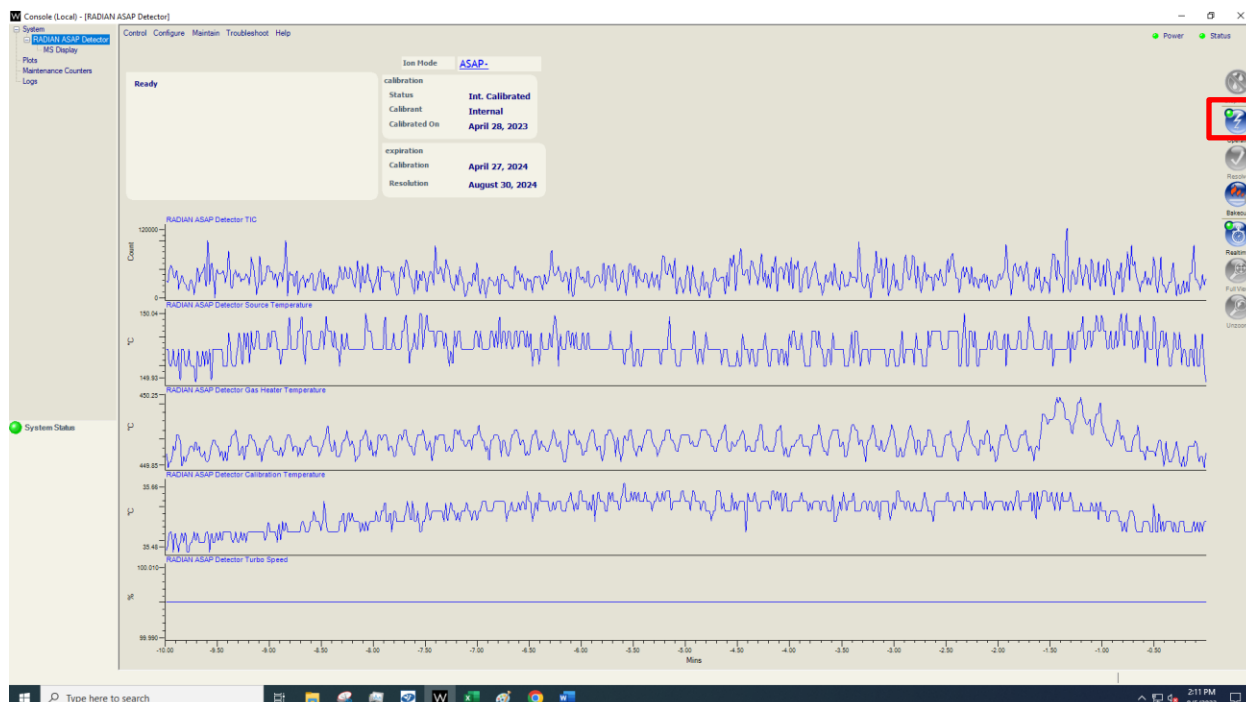 Console (Local) - [RADIAN ASAP Detector]
System
RADIAN ASAP Detector
MS Display
Plots
Maintenance Counters
Logs
Control Configure Maintain Troubleshoot Help
Power Status
Ion Mode ASAP-
Ready
calibration
Status Int. Calibrated
Calibrant Internal
Calibrated On April 28, 2023
expiration
Calibration April 27, 2024
Resolution August 30, 2024
Bakeou
Realtim
Full Vie
Unzoon
RADIAN ASAP Detector TIC
120000
Count
0
RADIAN ASAP Detector Source Temperature
150.04
°C
149.93
RADIAN ASAP Detector Gas Heater Temperature
450.25
°C
449.85
System Status
RADIAN ASAP Detector Calibration Temperature
35.66
°C
35.48
RADIAN ASAP Detector Turbo Speed
100.010
%
99.990
-10.00 -9.50 -9.00 -8.50 -8.00 -7.50 -7.00 -6.50 -6.00 -5.50 -5.00 -4.50 -4.00 -3.50 -3.00 -2.50 -2.00 -1.50 -1.00 -0.50
Mins
Type here to search
2:11 PM